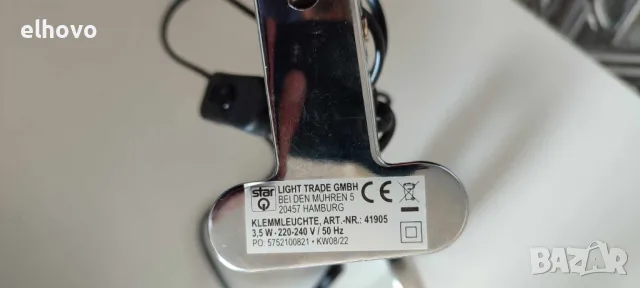 elhovo
star
Q
LIGHT TRADE GMBH
BEI DEN MUHREN 5
20457 HAMBURG
CE
KLEMMLEUCHTE, ART.-NR.: 41905
3,5 W - 220-240 V / 50 Hz
PO: 5752100821 • KW08/22
BAZAR